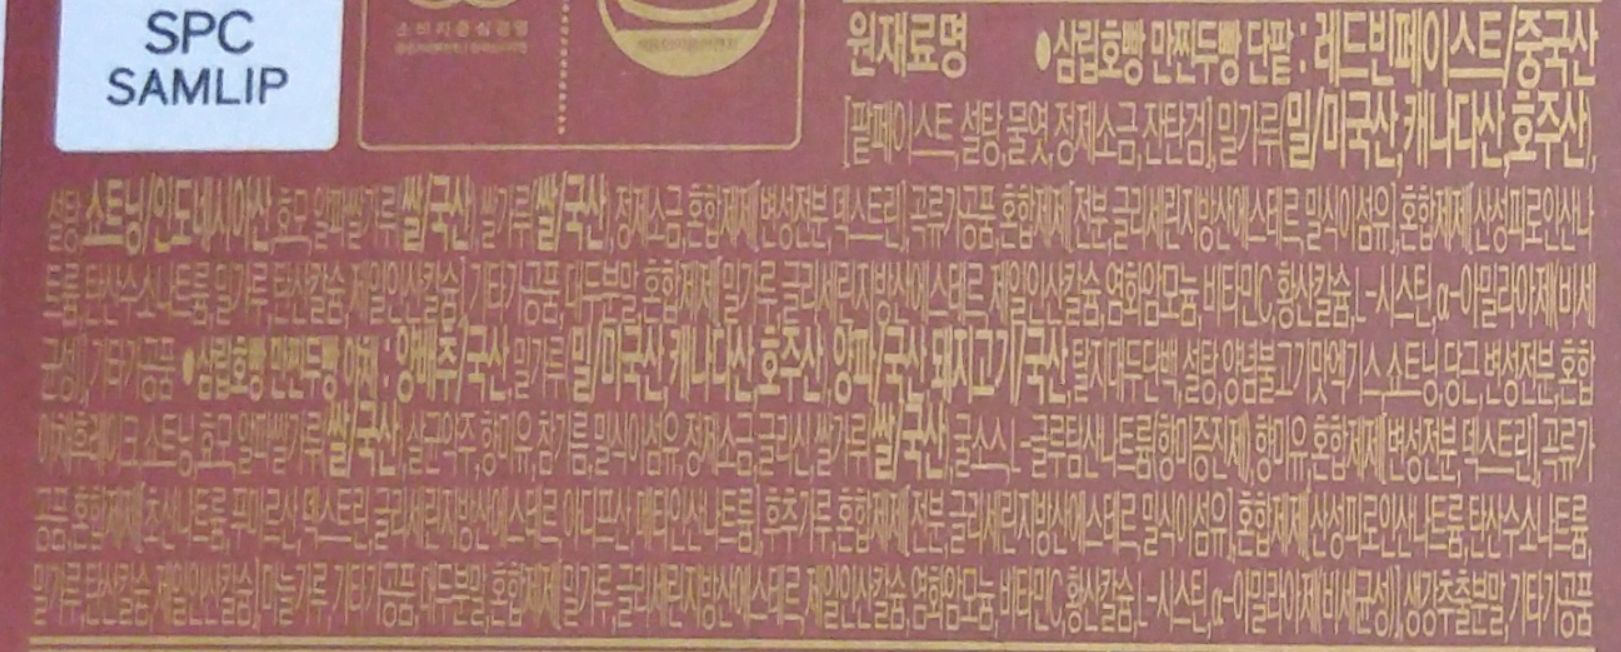 SPC
SAMLIP
소비자중심경영
원재료명 ●삼립호빵 만찐두빵 단팥 : 레드빈페이스트/중국산
[팥페이스트,설탕,물엿,정제소금,잔탄검],밀가루(밀/미국산,캐나다산,호주산),
설탕,쇼트닝/인도네시아산,효모,알파쌀가루(쌀/국산),쌀가루(쌀/국산),정제소금,혼합제제[변성전분,덱스트린],곡류가공품,혼합제제[전분,글리세린지방산에스테르,밀식이섬유],혼합제제[산성피로인산나
트륨,탄산수소나트륨,밀가루,탄산칼슘,제일인산칼슘],기타가공품,대두분말,혼합제제[밀가루,글리세린지방산에스테르,제일인산칼슘,염화암모늄,비타민C,황산칼슘,L-시스틴,α-아밀라아제(비세
균성)],기타가공품 ●삼립호빵 만찐두빵 야채 : 양배추/국산,밀가루(밀/미국산,캐나다산,호주산),양파/국산,돼지고기/국산,탈지대두단백,설탕,양념불고기맛엑기스,쇼트닝,당근,변성전분,혼합
야채후레이크,쇼트닝,효모,알파쌀가루(쌀/국산),살균약주,향미유,참기름,밀식이섬유,정제소금,글리신,쌀가루(쌀/국산),굴소스,L-글루탐산나트륨(향미증진제),향미유,혼합제제[변성전분,덱스트린],곡류가
공품,혼합제제[초산나트륨,푸마르산,덱스트린,글리세린지방산에스테르,아디프산,메타인산나트륨],후추가루,혼합제제[전분,글리세린지방산에스테르,밀식이섬유],혼합제제[산성피로인산나트륨,탄산수소나트륨,
밀가루,탄산칼슘,제일인산칼슘],마늘가루,기타가공품,대두분말,혼합제제[밀가루,글리세린지방산에스테르,제일인산칼슘,염화암모늄,비타민C,황산칼슘,L-시스틴,α-아밀라아제(비세균성)],생강추출분말,기타가공품